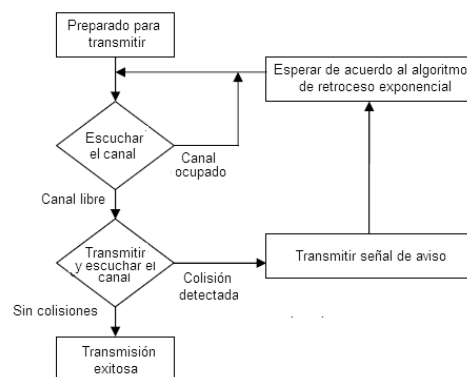 Preparado para
transmitir
Esperar de acuerdo al algoritmo
de retroceso exponencial
Escuchar
el canal
Canal
ocupado
Canal libre
Transmitir
y escuchar el
canal
Transmitir señal de aviso
Colisión
detectada
Sin colisiones
Transmisión
exitosa